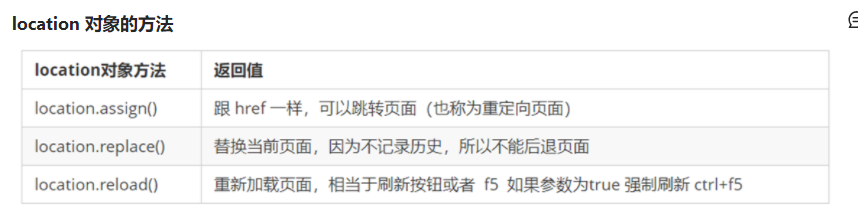 location 对象的方法
location对象方法 返回值
location.assign() 跟 href 一样，可以跳转页面（也称为重定向页面）
location.replace() 替换当前页面，因为不记录历史，所以不能后退页面
location.reload() 重新加载页面，相当于刷新按钮或者 f5 如果参数为true 强制刷新 ctrl+f5